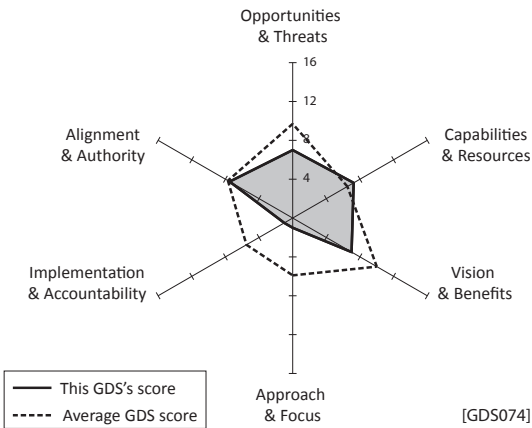 Opportunities
& Threats
16
12
8
4
Alignment
& Authority
Capabilities
& Resources
Implementation
& Accountability
Vision
& Benefits
This GDS's score
Average GDS score
Approach
& Focus
[GDS074]